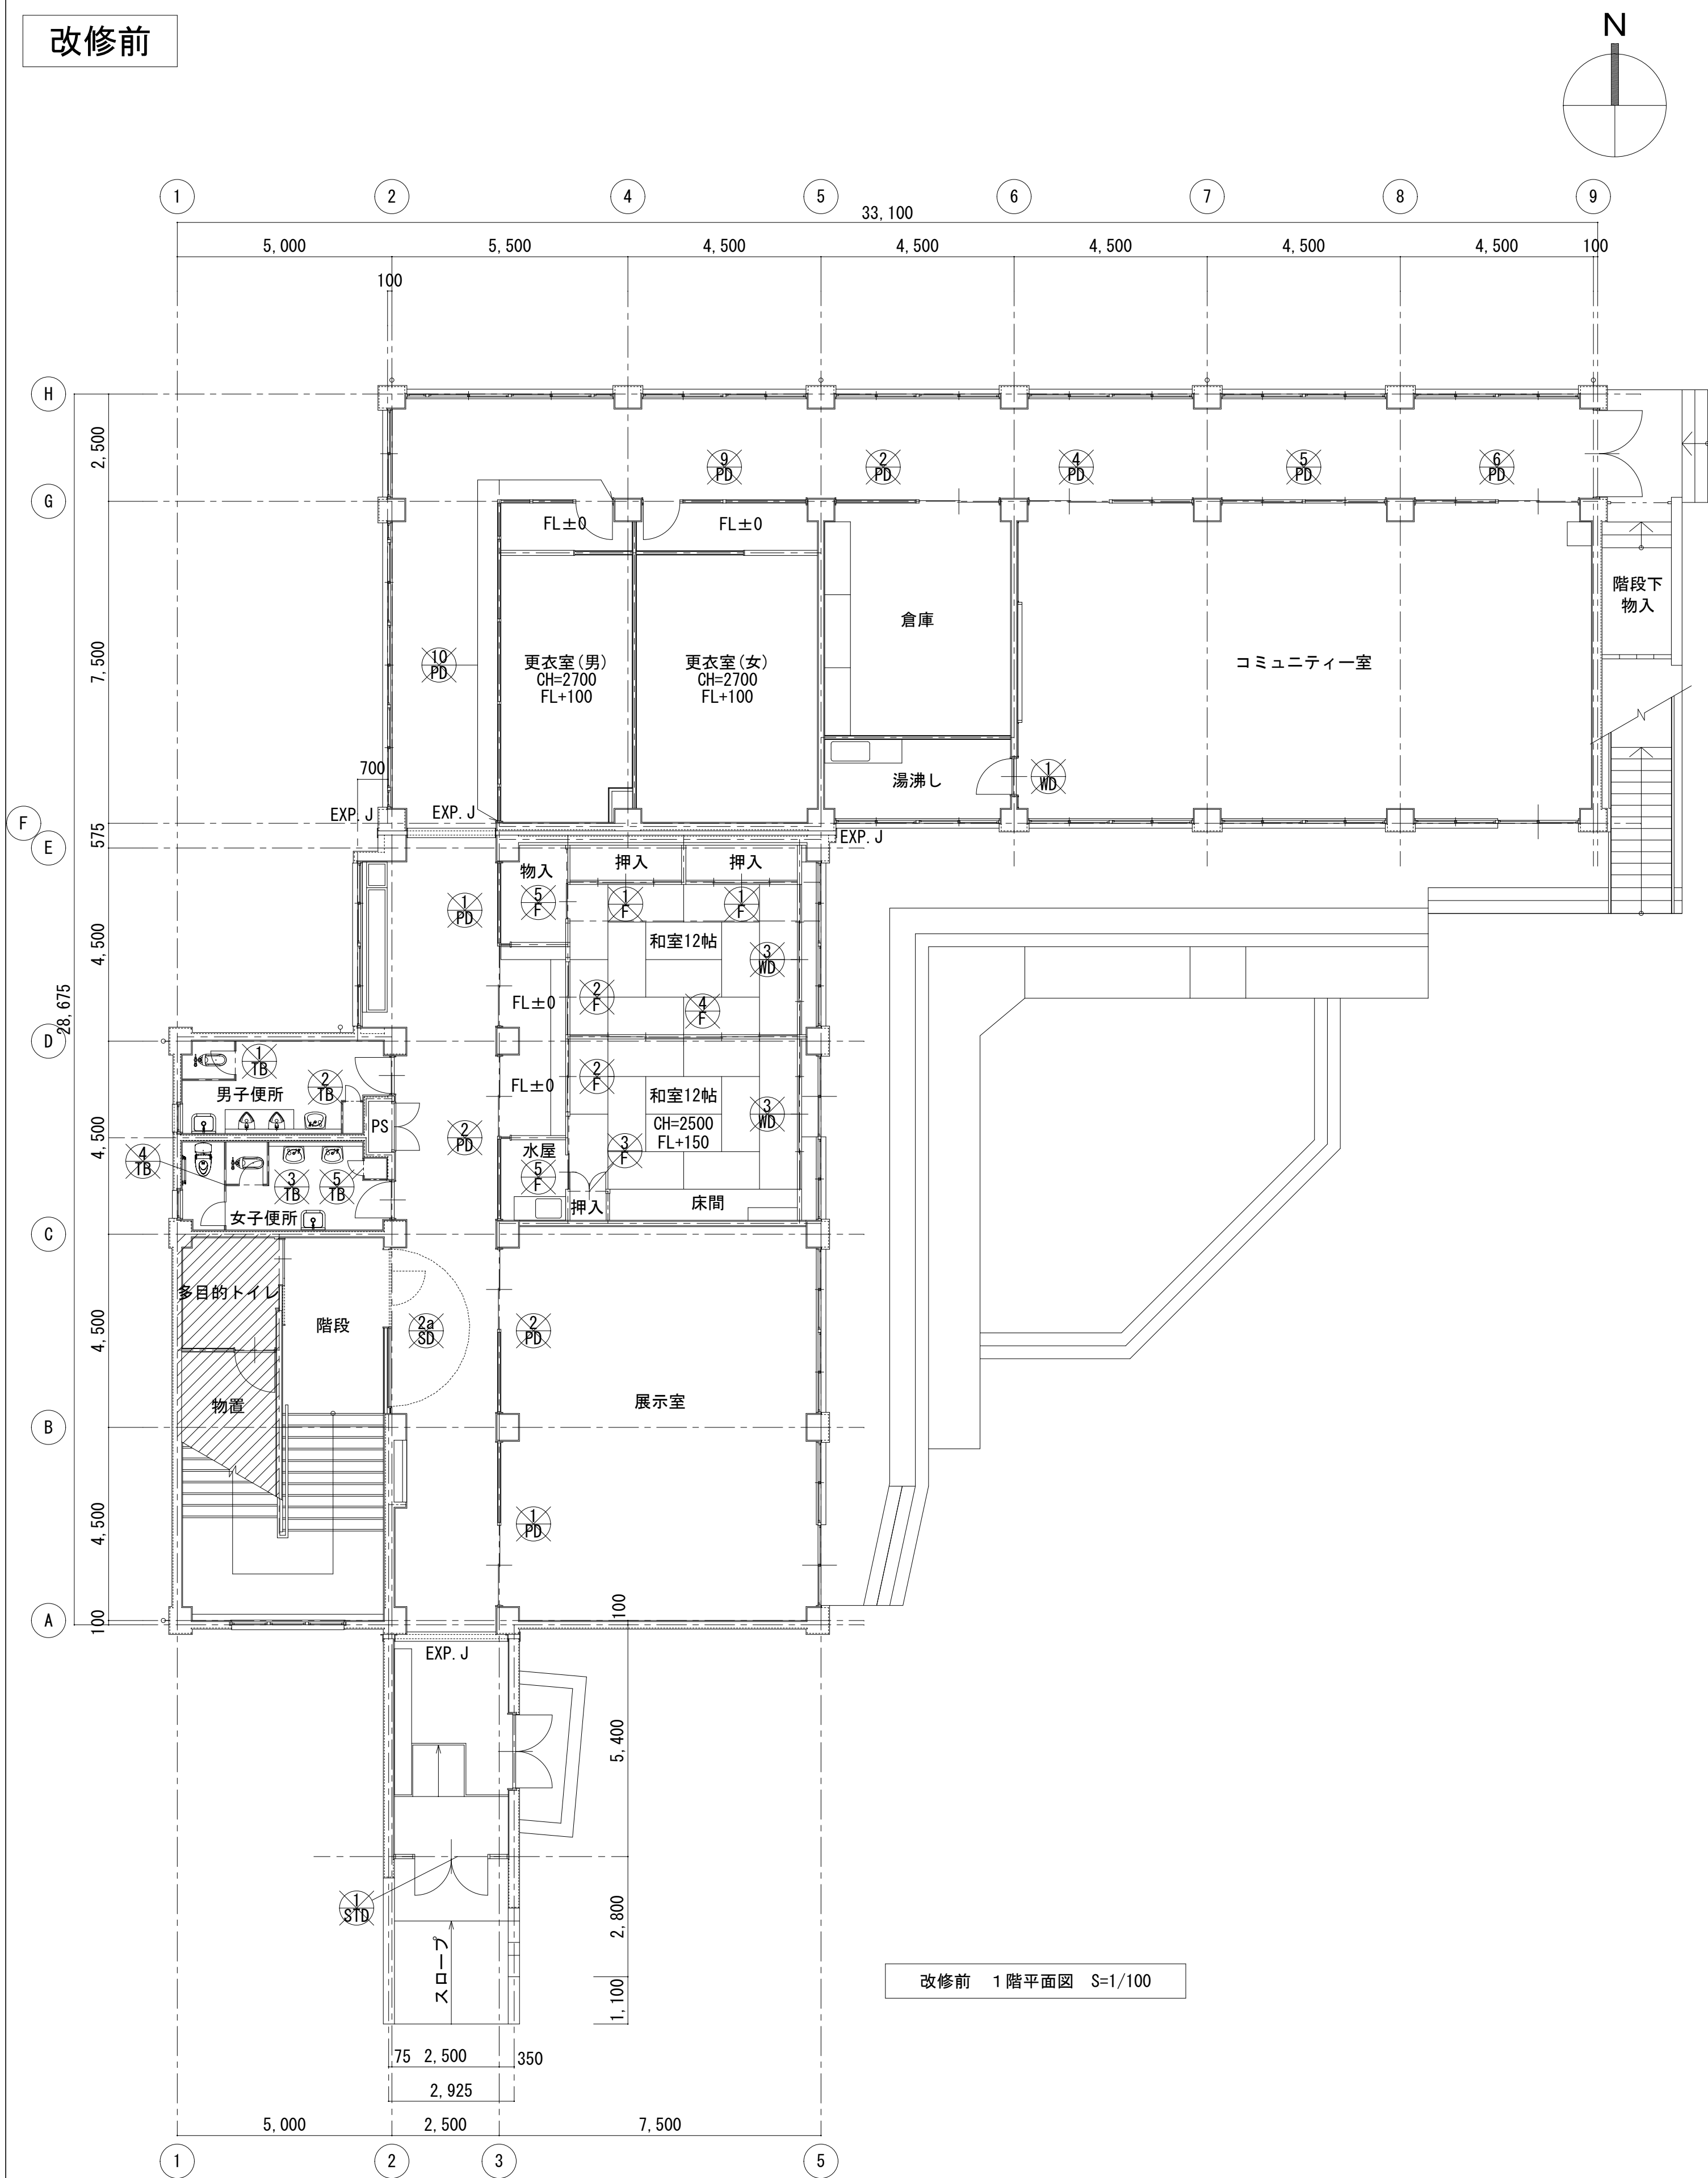 改修前
N
1
2
4
5
6
7
8
9
33,100
5,000
5,500
4,500
4,500
4,500
4,500
4,500
100
100
H
2,500
9
PD
2
PD
4
PD
5
PD
6
PD
G
FL±0
FL±0
階段下
物入
倉庫
7,500
10
PD
更衣室(男)
CH=2700
FL+100
更衣室(女)
CH=2700
FL+100
コミュニティー室
700
湯沸し
1
WD
EXP.J
EXP.J
F
575
EXP.J
E
物入
押入
押入
5
F
1
F
1
F
1
PD
4,500
和室12帖
3
WD
28,675
FL±0
2
F
4
F
D
1
TB
2
TB
男子便所
FL±0
2
F
和室12帖
CH=2500
FL+150
3
WD
PS
4,500
2
PD
水屋
3
F
4
TB
3
TB
5
TB
5
F
女子便所
押入
床間
C
多目的トイレ
階段
4,500
2a
SD
2
PD
物置
展示室
B
4,500
1
PD
100
A
100
EXP.J
5,400
1
STD
2,800
スロープ
1,100
改修前 1階平面図 S=1/100
75
2,500
350
2,925
5,000
2,500
7,500
1
2
3
5